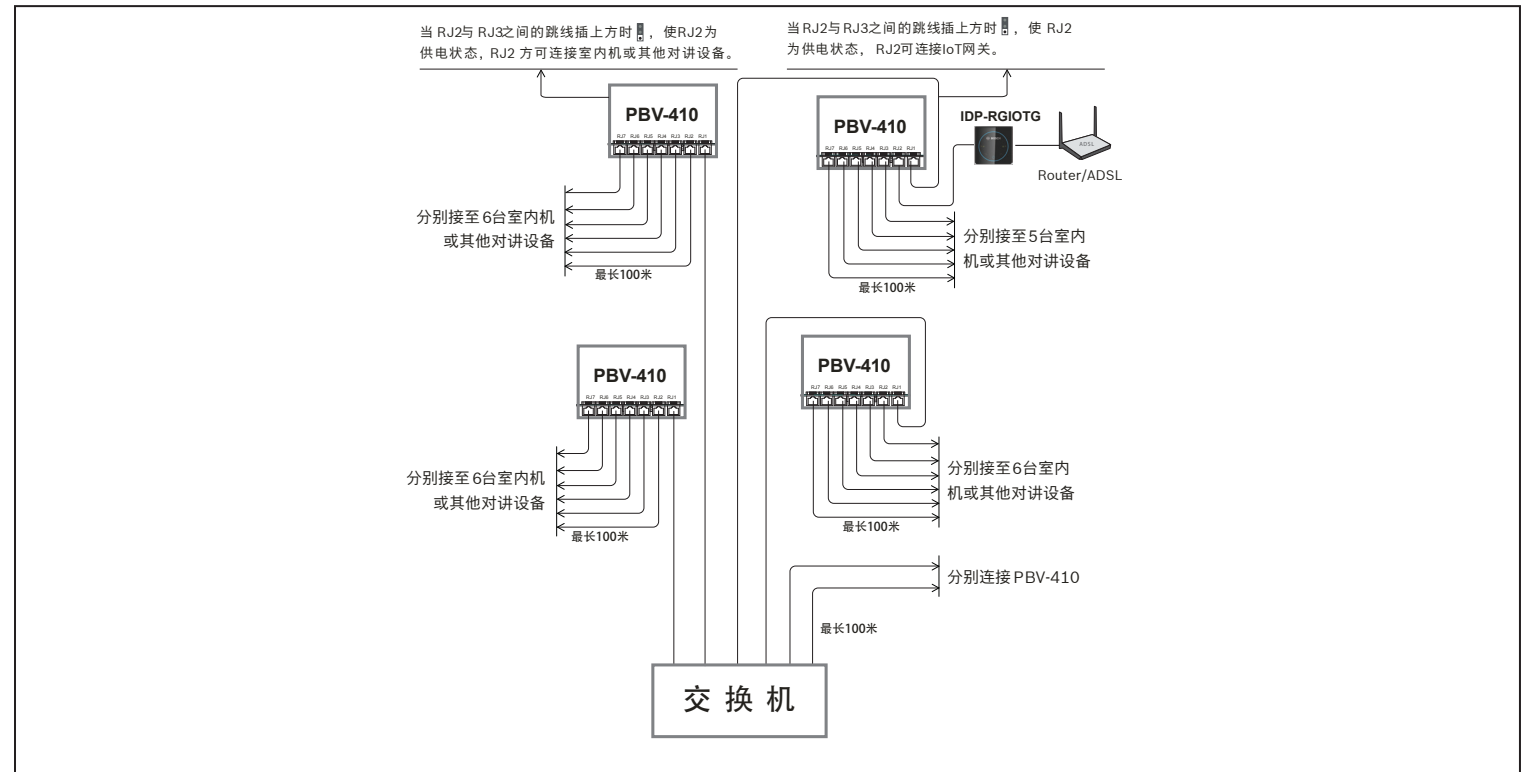 当 RJ2与 RJ3之间的跳线插上方时 ，使RJ2为
供电状态, RJ2 方可连接室内机或其他对讲设备。
当RJ2与RJ3之间的跳线插上方时 ，使 RJ2
为供电状态， RJ2可连接IoT网关。
PBV-410
RJ7 RJ6 RJ5 RJ4 RJ3 RJ2 RJ1
PBV-410
RJ7 RJ6 RJ5 RJ4 RJ3 RJ2 RJ1
IDP-RGIOTG
ADSL
Router/ADSL
分别接至6台室内机
或其他对讲设备
最长100米
分别接至5台室内
机或其他对讲设备
最长100米
PBV-410
RJ7 RJ6 RJ5 RJ4 RJ3 RJ2 RJ1
PBV-410
RJ7 RJ6 RJ5 RJ4 RJ3 RJ2 RJ1
分别接至6台室内机
或其他对讲设备
最长100米
分别接至6台室内
机或其他对讲设备
最长100米
分别连接PBV-410
最长100米
交换机